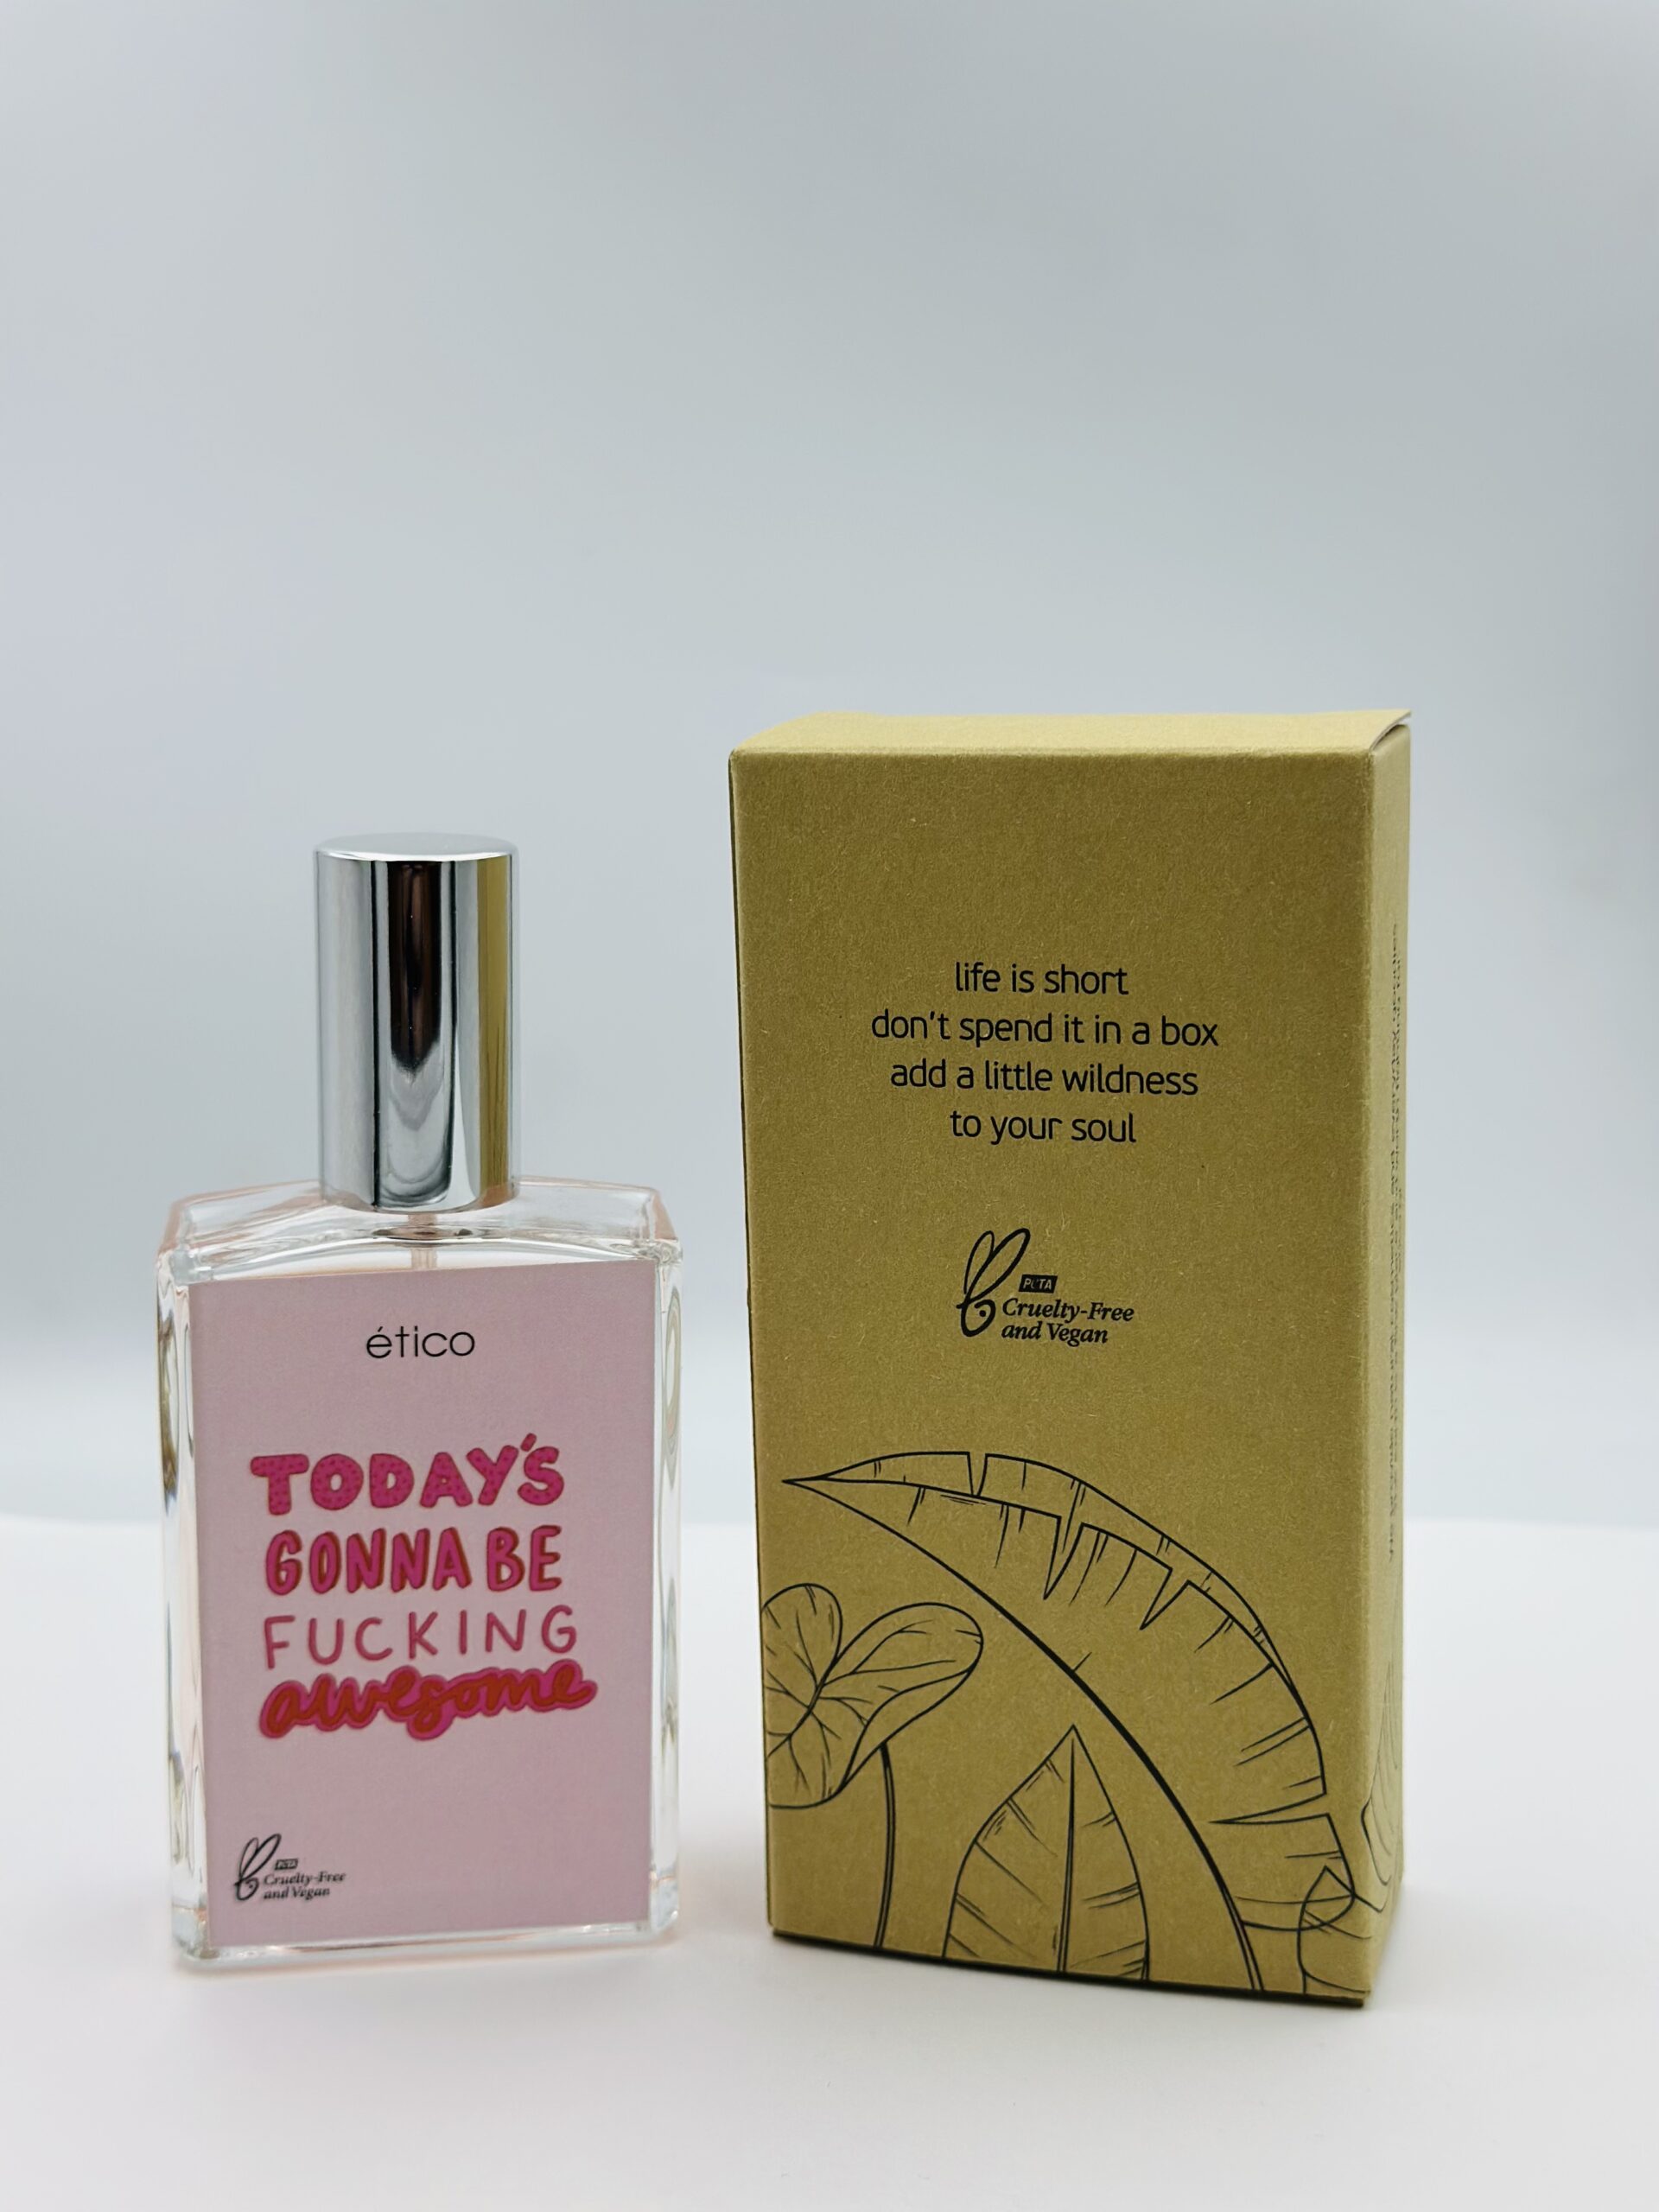 ético
TODAY'S
GONNA BE
FUCKING
awesome
PETA
Cruelty-Free
and Vegan
life is short
don't spend it in a box
add a little wildness
to your soul
PETA
Cruelty-Free
and Vegan